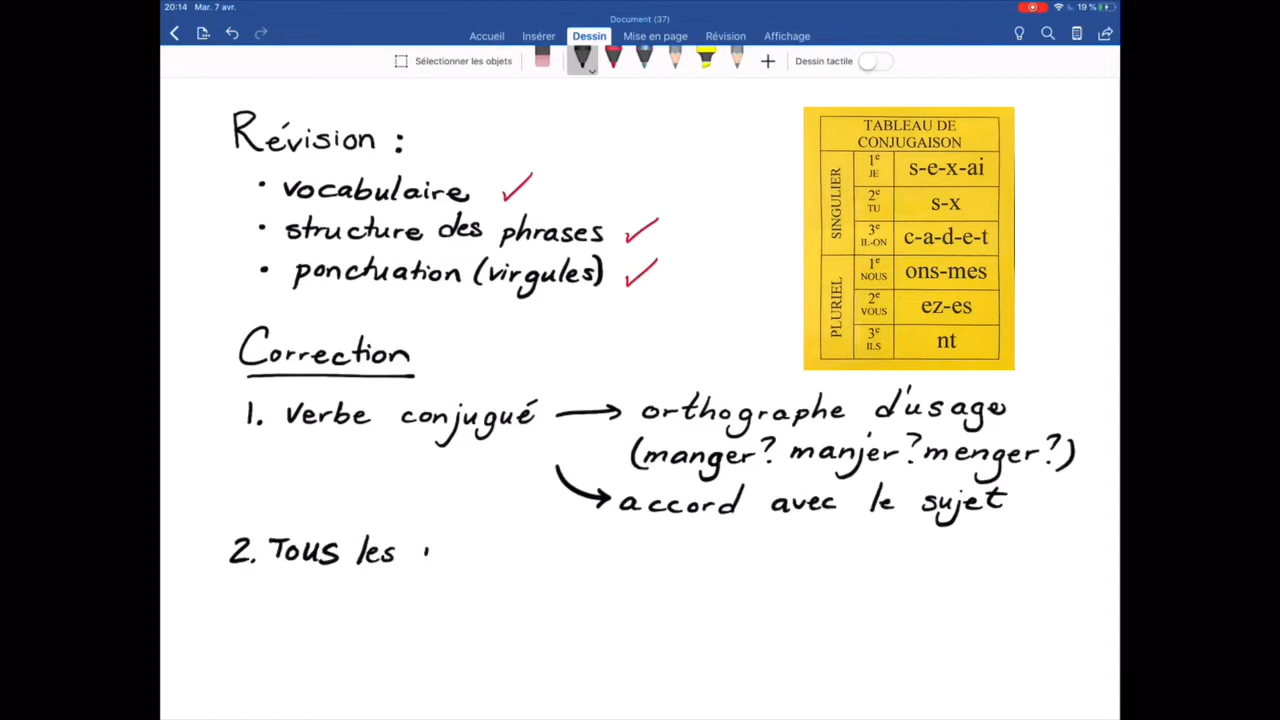 20:14 Mar. 7 avr.
19 %
Document (37)
Accueil Insérer Dessin Mise en page Révision Affichage
Sélectionner les objets
Dessin tactile
Révision :
• vocabulaire ✓
• structure des phrases ✓
• ponctuation (virgules) ✓
TABLEAU DE
CONJUGAISON
SINGULIER
1e JE s-e-x-ai
2e TU s-x
3e IL-ON c-a-d-e-t
PLURIEL
1e NOUS ons-mes
2e VOUS ez-es
3e ILS nt
Correction
1. Verbe conjugué → orthographe d'usage
(manger? manjer? menger?)
→ accord avec le sujet
2. Tous les